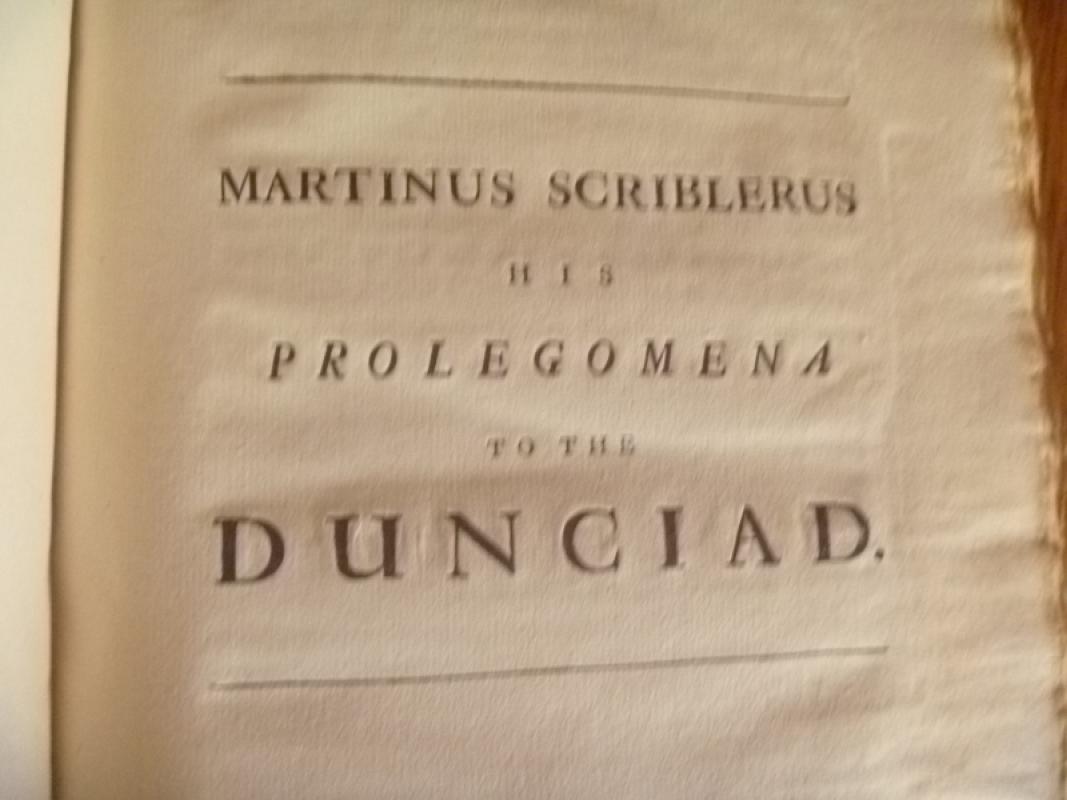 MARTINUS SCRIBLERUS
HIS
PROLEGOMENA
TO THE
DUNCIAD.